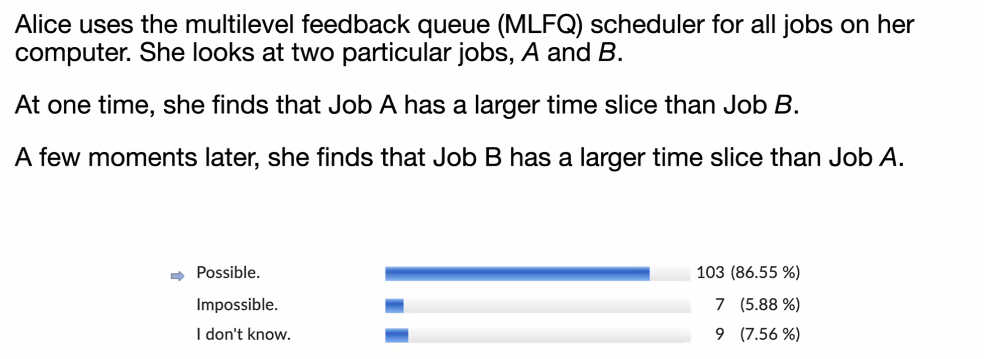 Alice uses the multilevel feedback queue (MLFQ) scheduler for all jobs on her
computer. She looks at two particular jobs, A and B.
At one time, she finds that Job A has a larger time slice than Job B.
A few moments later, she finds that Job B has a larger time slice than Job A.
Possible. 103 (86.55 %)
Impossible. 7 (5.88 %)
I don't know. 9 (7.56 %)